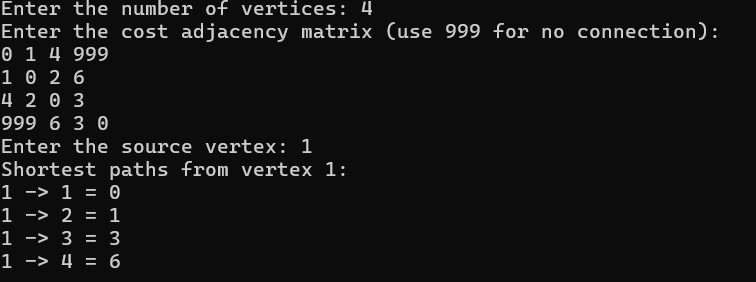 Enter the number of vertices: 4
Enter the cost adjacency matrix (use 999 for no connection):
0 1 4 999
1 0 2 6
4 2 0 3
999 6 3 0
Enter the source vertex: 1
Shortest paths from vertex 1:
1 -> 1 = 0
1 -> 2 = 1
1 -> 3 = 3
1 -> 4 = 6